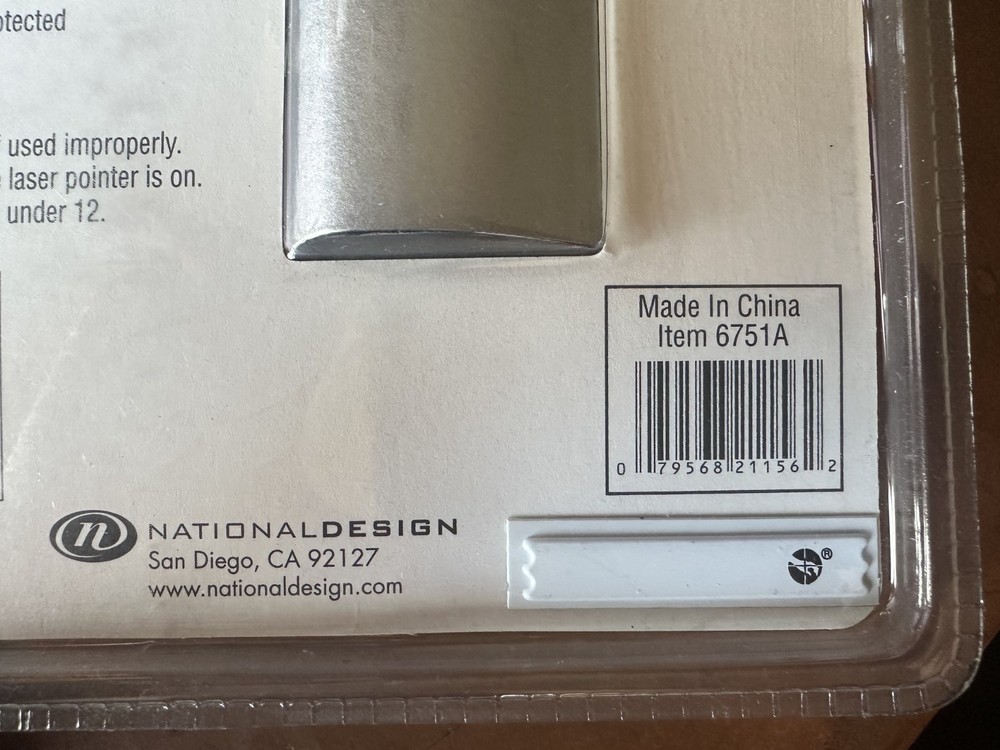 otected
used improperly.
laser pointer is on.
under 12.
Made In China
Item 6751A
0 79568 21156 2
n NATIONALDESIGN
San Diego, CA 92127
www.nationaldesign.com
®